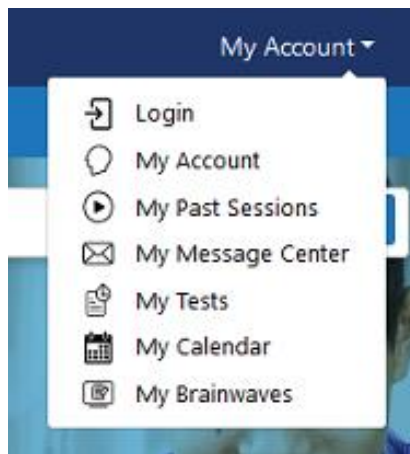 My Account
Login
My Account
My Past Sessions
My Message Center
My Tests
My Calendar
My Brainwaves